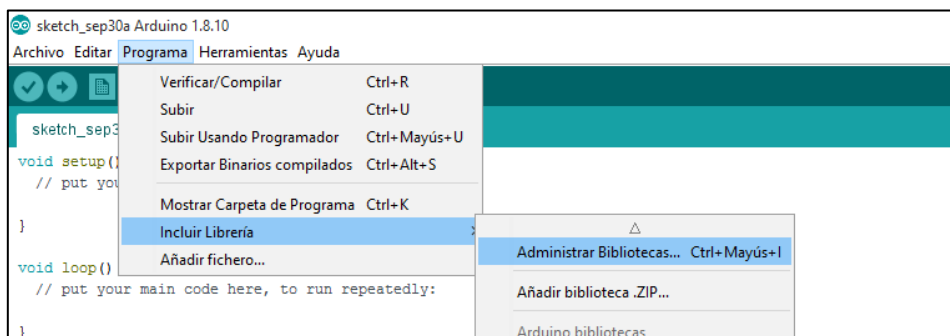 sketch_sep30a Arduino 1.8.10
Archivo Editar Programa Herramientas Ayuda
Verificar/Compilar Ctrl+R
Subir Ctrl+U
sketch_sep3
Subir Usando Programador Ctrl+Mayús+U
void setup()
Exportar Binarios compilados Ctrl+Alt+S
// put you
Mostrar Carpeta de Programa Ctrl+K
}
Incluir Librería
Administrar Bibliotecas... Ctrl+Mayús+I
Añadir fichero...
void loop()
// put your main code here, to run repeatedly:
Añadir biblioteca .ZIP...
}
Arduino bibliotecas